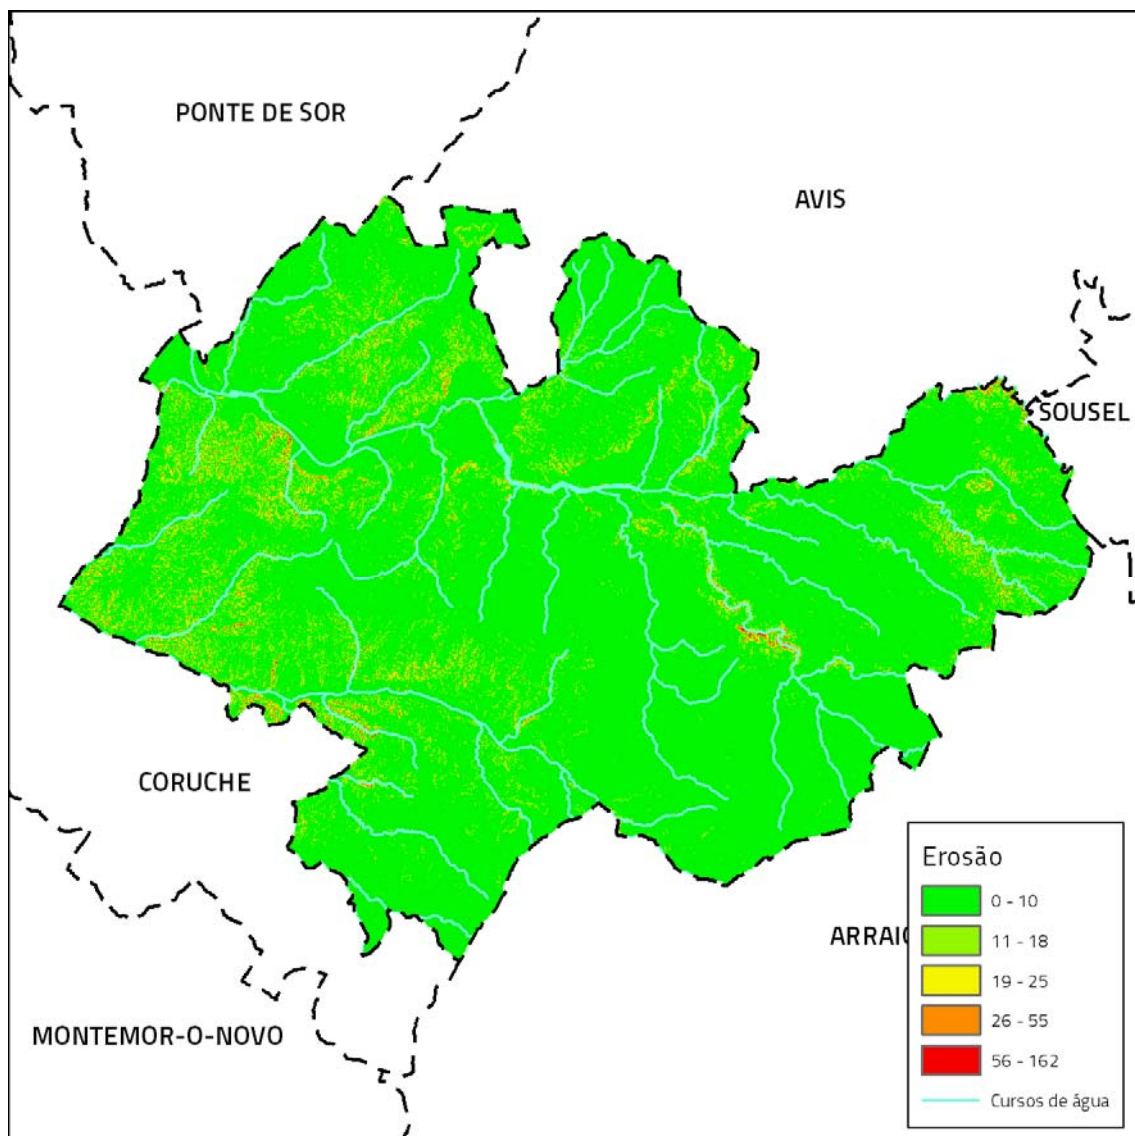 PONTE DE SOR
AVIS
SOUSEL
CORUCHE
ARRAIO
MONTEMOR-O-NOVO
Erosão
0 - 10
11 - 18
19 - 25
26 - 55
56 - 162
Cursos de água